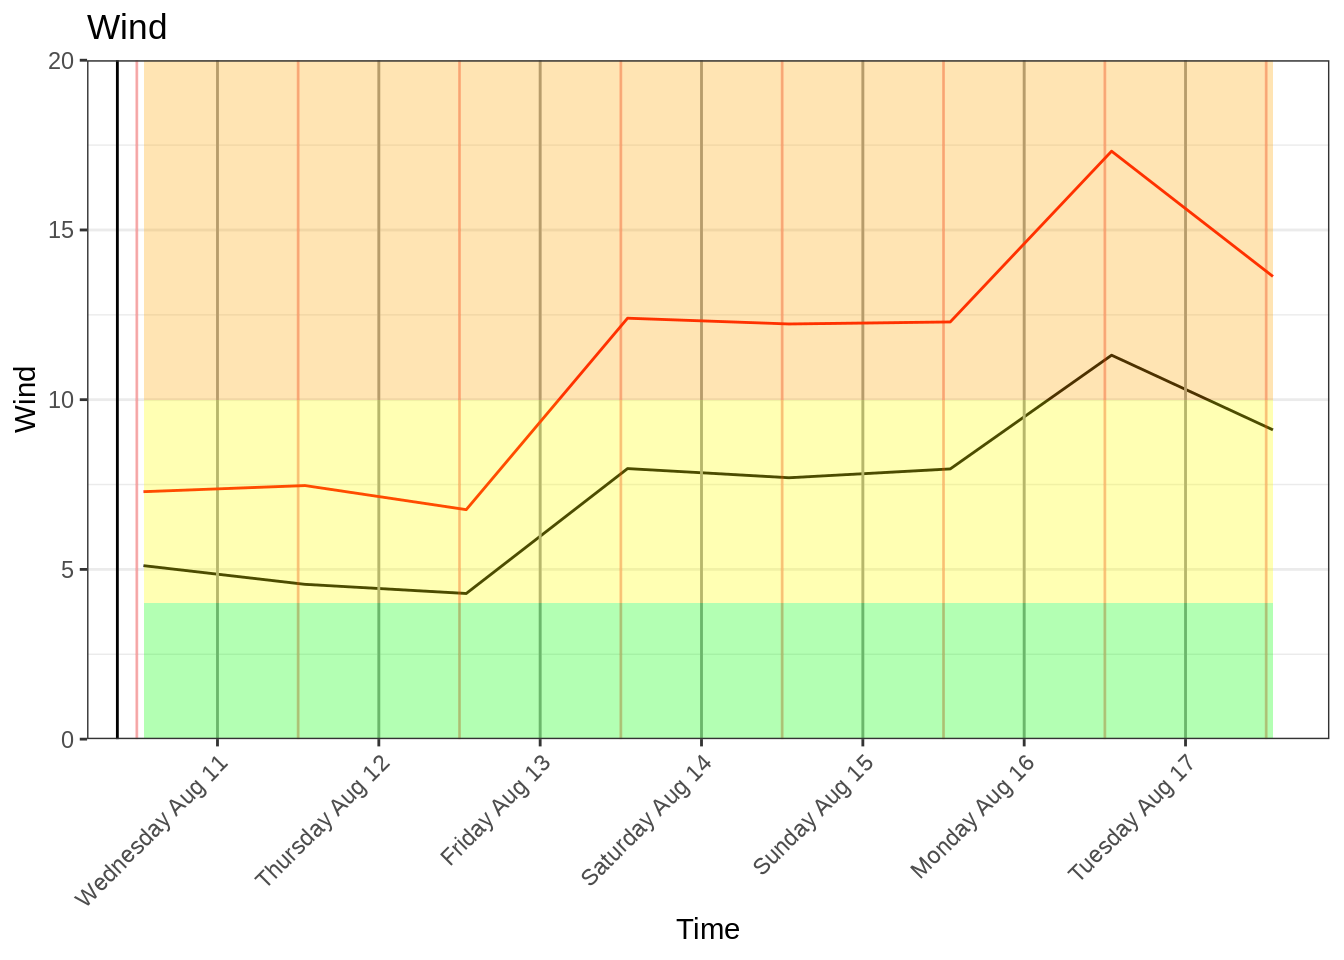 Wind
Wind
20
15
10
5
0
Wednesday Aug 11
Thursday Aug 12
Friday Aug 13
Saturday Aug 14
Sunday Aug 15
Monday Aug 16
Tuesday Aug 17
Time